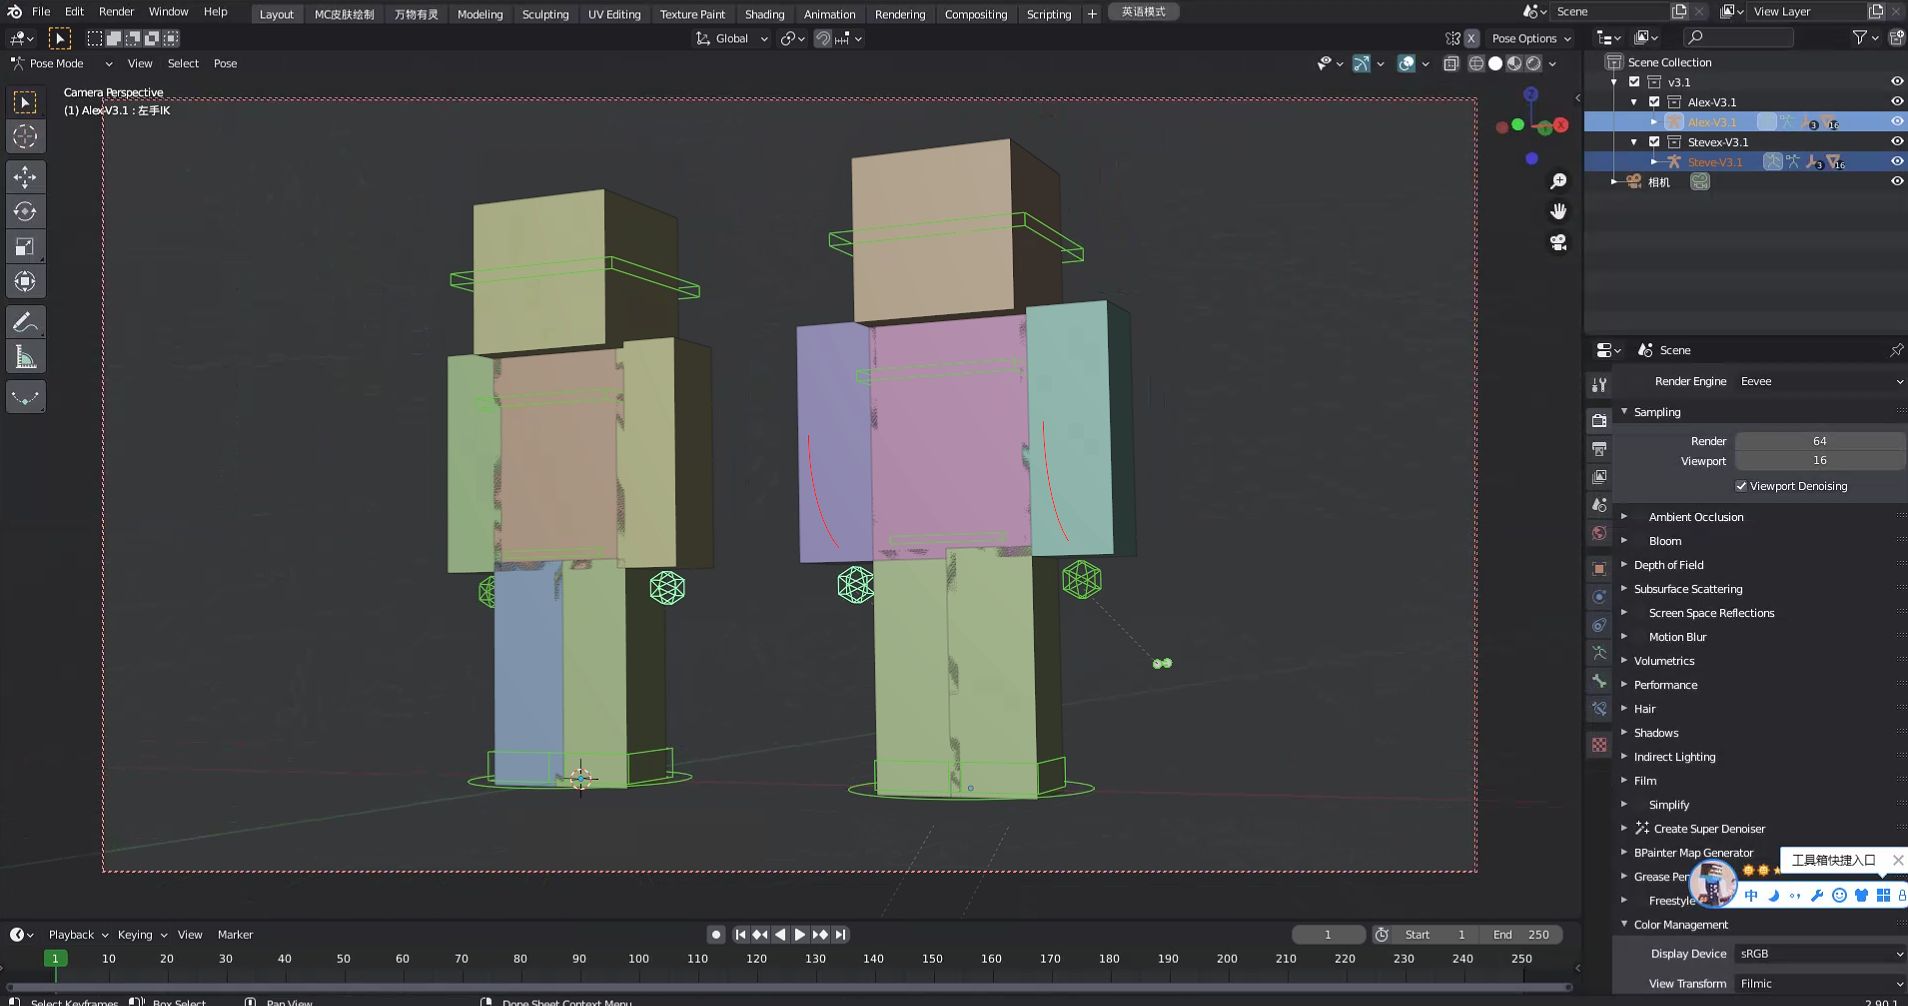 File Edit Render Window Help Layout MC皮肤绘制 万物有灵 Modeling Sculpting UV Editing Texture Paint Shading Animation Rendering Compositing Scripting + 英语模式 Scene View Layer
Global X Pose Options
Pose Mode View Select Pose
Camera Perspective
(1) Alex-V3.1 : 左手IK
Z
X
Y
Scene Collection
v3.1
Alex-V3.1
Alex-V3.1 3 16
Stevex-V3.1
Steve-V3.1 3 16
相机
Scene
Render Engine Eevee
Sampling
Render 64
Viewport 16
Viewport Denoising
Ambient Occlusion
Bloom
Depth of Field
Subsurface Scattering
Screen Space Reflections
Motion Blur
Volumetrics
Performance
Hair
Shadows
Indirect Lighting
Film
Simplify
Create Super Denoiser
BPainter Map Generator
工具箱快捷入口
Grease Pen
中
Freestyle
Color Management
Display Device sRGB
View Transform Filmic
Playback Keying View Marker 1 Start 1 End 250
1 10 20 30 40 50 60 70 80 90 100 110 120 130 140 150 160 170 180 190 200 210 220 230 240 250
Select Keyframes Box Select Pan View Dope Sheet Context Menu 2.90.1